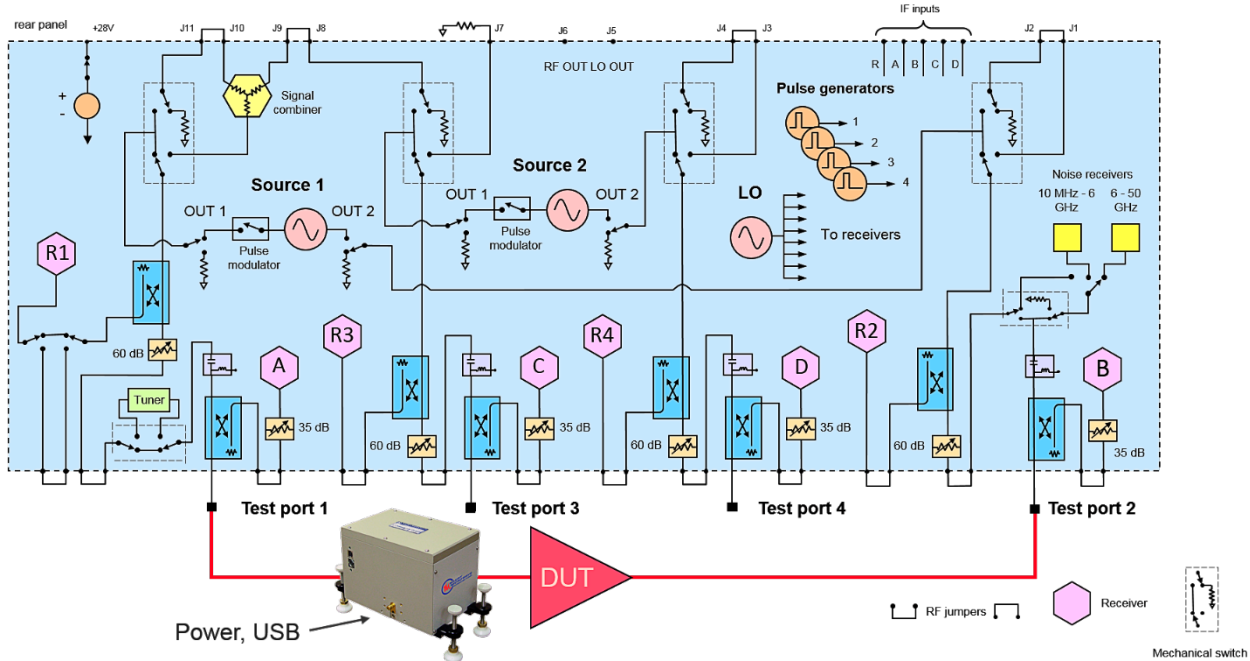 rear panel
+28V
J11
J10
J9
J8
J7
J6
J5
J4
J3
IF inputs
J2
J1
R
A
B
C
D
RF OUT LO OUT
+
-
Signal
combiner
Pulse generators
1
2
3
4
Source 1
OUT 1
OUT 2
Pulse
modulator
Source 2
OUT 1
OUT 2
Pulse
modulator
LO
To receivers
Noise receivers
10 MHz - 6
GHz
6 - 50
GHz
R1
60 dB
Tuner
A
35 dB
R3
60 dB
C
35 dB
R4
60 dB
D
35 dB
R2
60 dB
B
35 dB
Test port 1
Test port 3
Test port 4
Test port 2
DUT
Power, USB
RF jumpers
Receiver
Mechanical switch